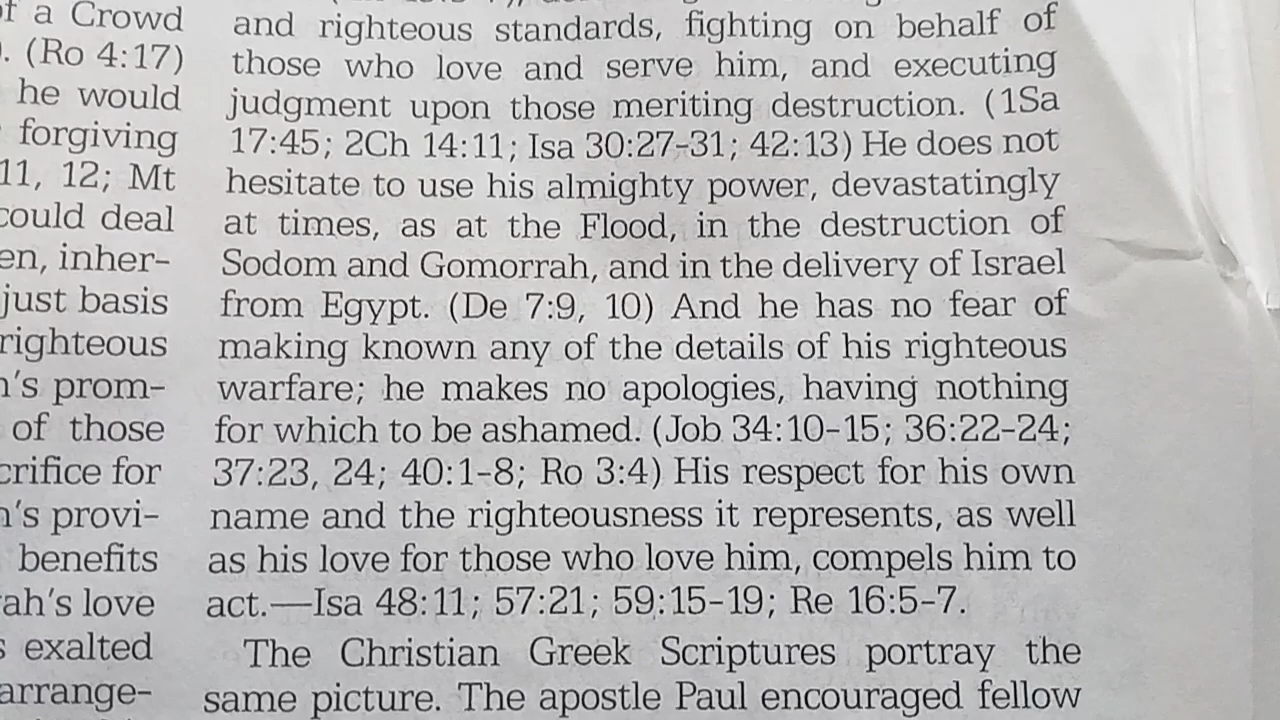 f a Crowd
. (Ro 4:17)
he would
forgiving
11, 12; Mt
could deal
en, inher-
just basis
righteous
's prom-
of those
crifice for
's provi-
benefits
ah's love
exalted
arrange-
and righteous standards, fighting on behalf of
those who love and serve him, and executing
judgment upon those meriting destruction. (1Sa
17:45; 2Ch 14:11; Isa 30:27-31; 42:13) He does not
hesitate to use his almighty power, devastatingly
at times, as at the Flood, in the destruction of
Sodom and Gomorrah, and in the delivery of Israel
from Egypt. (De 7:9, 10) And he has no fear of
making known any of the details of his righteous
warfare; he makes no apologies, having nothing
for which to be ashamed. (Job 34:10-15; 36:22-24;
37:23, 24; 40:1-8; Ro 3:4) His respect for his own
name and the righteousness it represents, as well
as his love for those who love him, compels him to
act.—Isa 48:11; 57:21; 59:15-19; Re 16:5-7.
The Christian Greek Scriptures portray the
same picture. The apostle Paul encouraged fellow